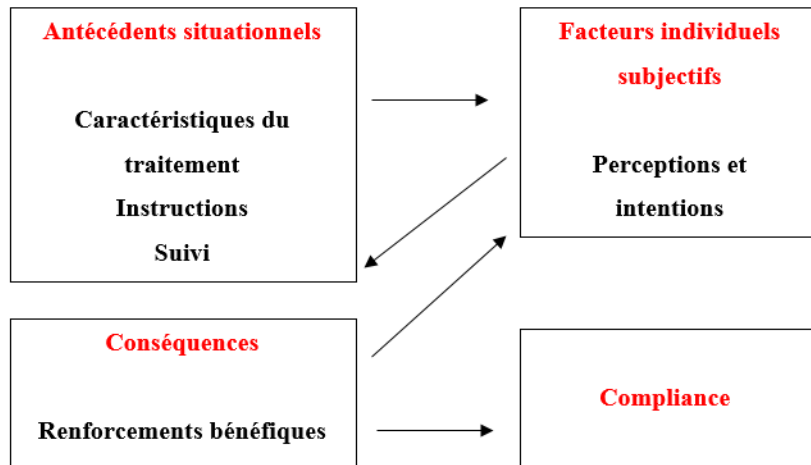 Antécédents situationnels
Caractéristiques du
traitement
Instructions
Suivi
Facteurs individuels
subjectifs
Perceptions et
intentions
Conséquences
Renforcements bénéfiques
Compliance